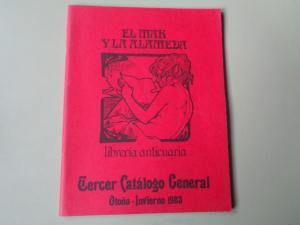 EL MAR
Y LA ALAMEDA
librería anticuaria
Tercer Catálogo General
Otoño - Invierno 1983